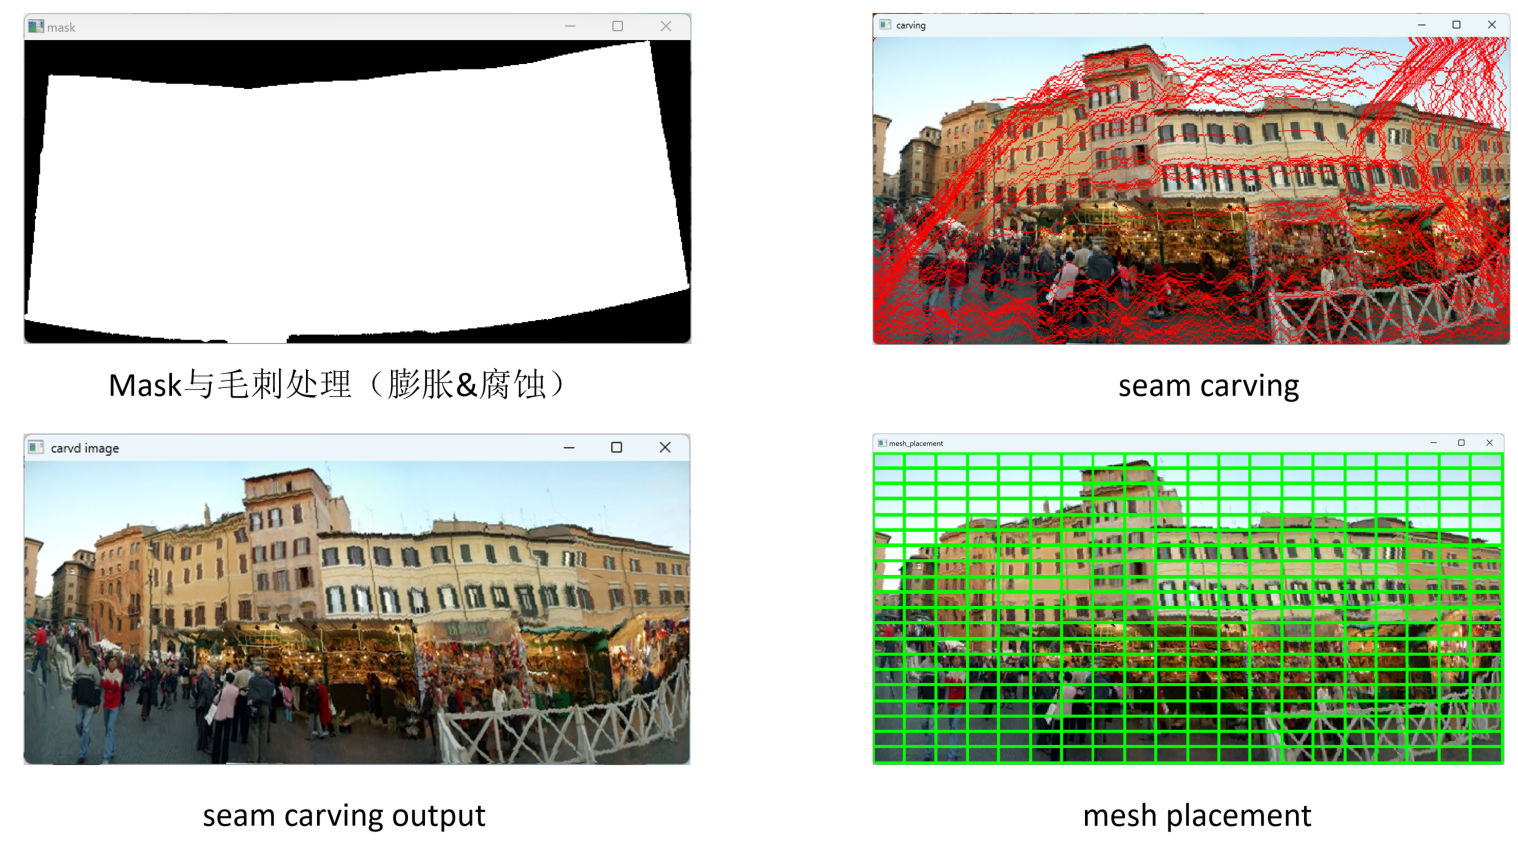 mask
carving
Mask与毛刺处理（膨胀&腐蚀）
seam carving
carvd image
mesh_placement
seam carving output
mesh placement